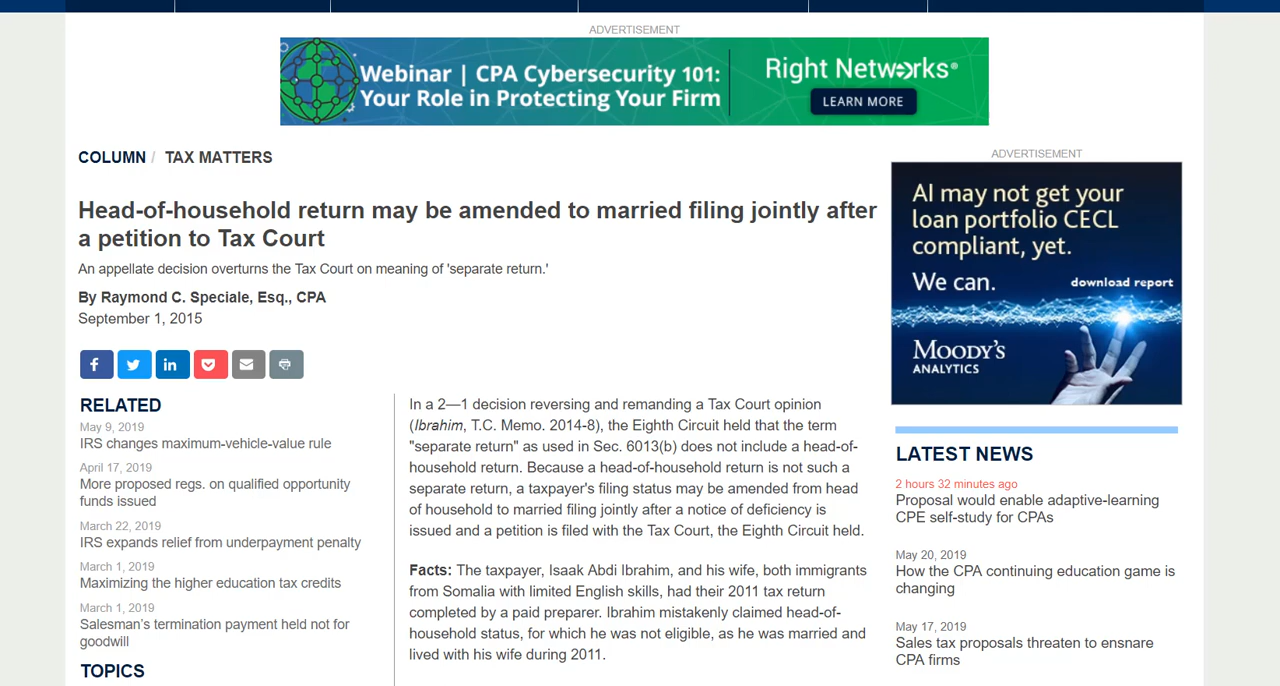 ADVERTISEMENT
Webinar | CPA Cybersecurity 101:
Your Role in Protecting Your Firm
Right Networks®
LEARN MORE
COLUMN / TAX MATTERS
Head-of-household return may be amended to married filing jointly after
a petition to Tax Court
An appellate decision overturns the Tax Court on meaning of 'separate return.'
By Raymond C. Speciale, Esq., CPA
September 1, 2015
RELATED
May 9, 2019
IRS changes maximum-vehicle-value rule
April 17, 2019
More proposed regs. on qualified opportunity
funds issued
March 22, 2019
IRS expands relief from underpayment penalty
March 1, 2019
Maximizing the higher education tax credits
March 1, 2019
Salesman's termination payment held not for
goodwill
TOPICS
In a 2—1 decision reversing and remanding a Tax Court opinion
(Ibrahim, T.C. Memo. 2014-8), the Eighth Circuit held that the term
"separate return" as used in Sec. 6013(b) does not include a head-of-
household return. Because a head-of-household return is not such a
separate return, a taxpayer's filing status may be amended from head
of household to married filing jointly after a notice of deficiency is
issued and a petition is filed with the Tax Court, the Eighth Circuit held.
Facts: The taxpayer, Isaak Abdi Ibrahim, and his wife, both immigrants
from Somalia with limited English skills, had their 2011 tax return
completed by a paid preparer. Ibrahim mistakenly claimed head-of-
household status, for which he was not eligible, as he was married and
lived with his wife during 2011.
ADVERTISEMENT
AI may not get your
loan portfolio CECL
compliant, yet.
We can.
download report
MOODY'S
ANALYTICS
LATEST NEWS
2 hours 32 minutes ago
Proposal would enable adaptive-learning
CPE self-study for CPAs
May 20, 2019
How the CPA continuing education game is
changing
May 17, 2019
Sales tax proposals threaten to ensnare
CPA firms